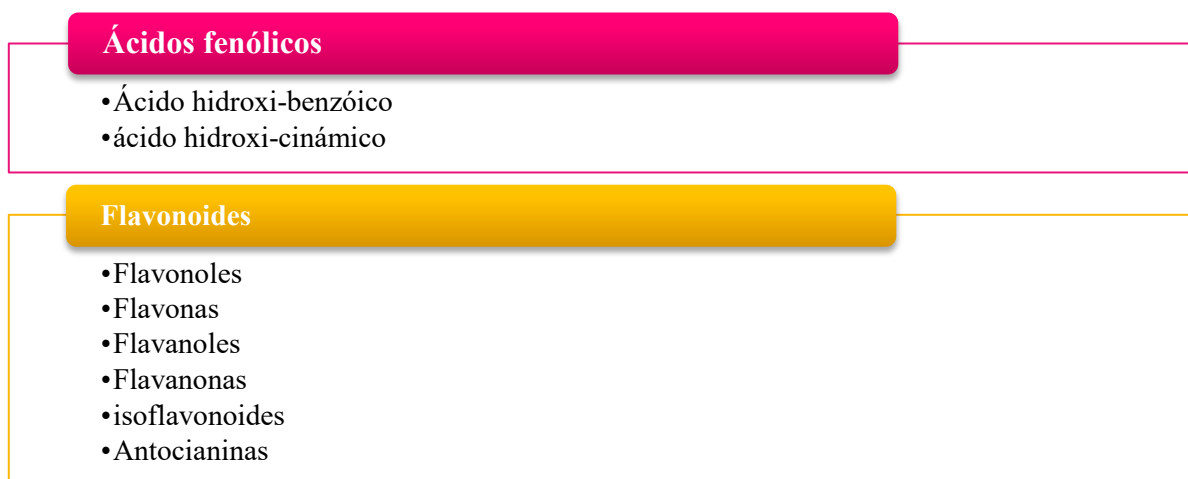 Ácidos fenólicos
•Ácido hidroxi-benzóico
•ácido hidroxi-cinámico
Flavonoides
•Flavonoles
•Flavonas
•Flavanoles
•Flavanonas
•isoflavonoides
•Antocianinas